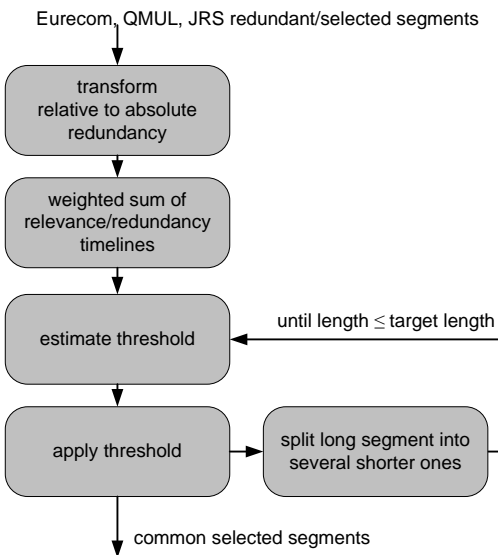 Eurecom, QMUL, JRS redundant/selected segments
transform
relative to absolute
redundancy
weighted sum of
relevance/redundancy
timelines
estimate threshold
until length ≤ target length
apply threshold
split long segment into
several shorter ones
common selected segments